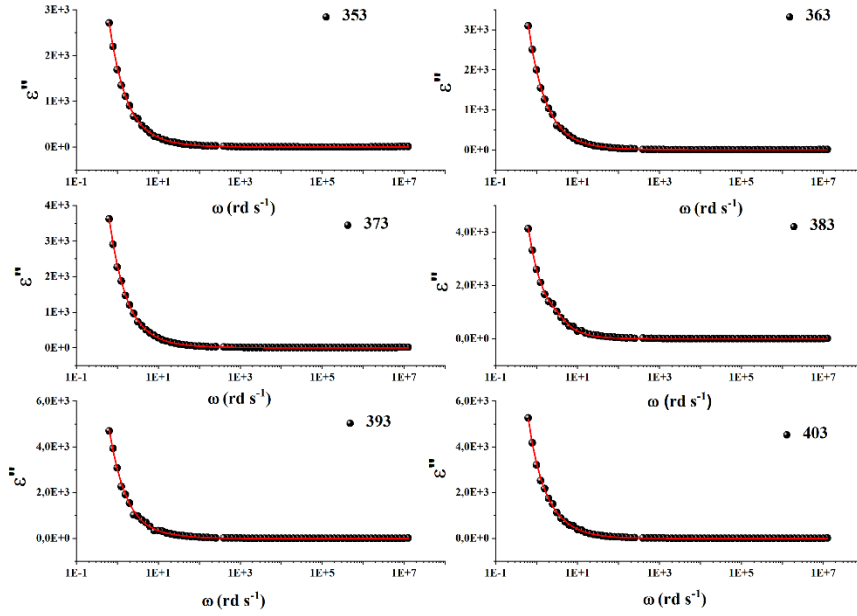 353
3E+3
2E+3
1E+3
0E+0
ε"
1E-1 1E+1 1E+3 1E+5 1E+7
ω (rd s⁻¹)
363
3E+3
2E+3
1E+3
0E+0
ε"
1E-1 1E+1 1E+3 1E+5 1E+7
ω (rd s⁻¹)
373
4E+3
3E+3
2E+3
1E+3
0E+0
ε"
1E-1 1E+1 1E+3 1E+5 1E+7
ω (rd s⁻¹)
383
4,0E+3
2,0E+3
0,0E+0
ε"
1E-1 1E+1 1E+3 1E+5 1E+7
ω (rd s⁻¹)
393
6,0E+3
4,0E+3
2,0E+3
0,0E+0
ε"
1E-1 1E+1 1E+3 1E+5 1E+7
ω (rd s⁻¹)
403
6,0E+3
4,0E+3
2,0E+3
0,0E+0
ε"
1E-1 1E+1 1E+3 1E+5 1E+7
ω (rd s⁻¹)